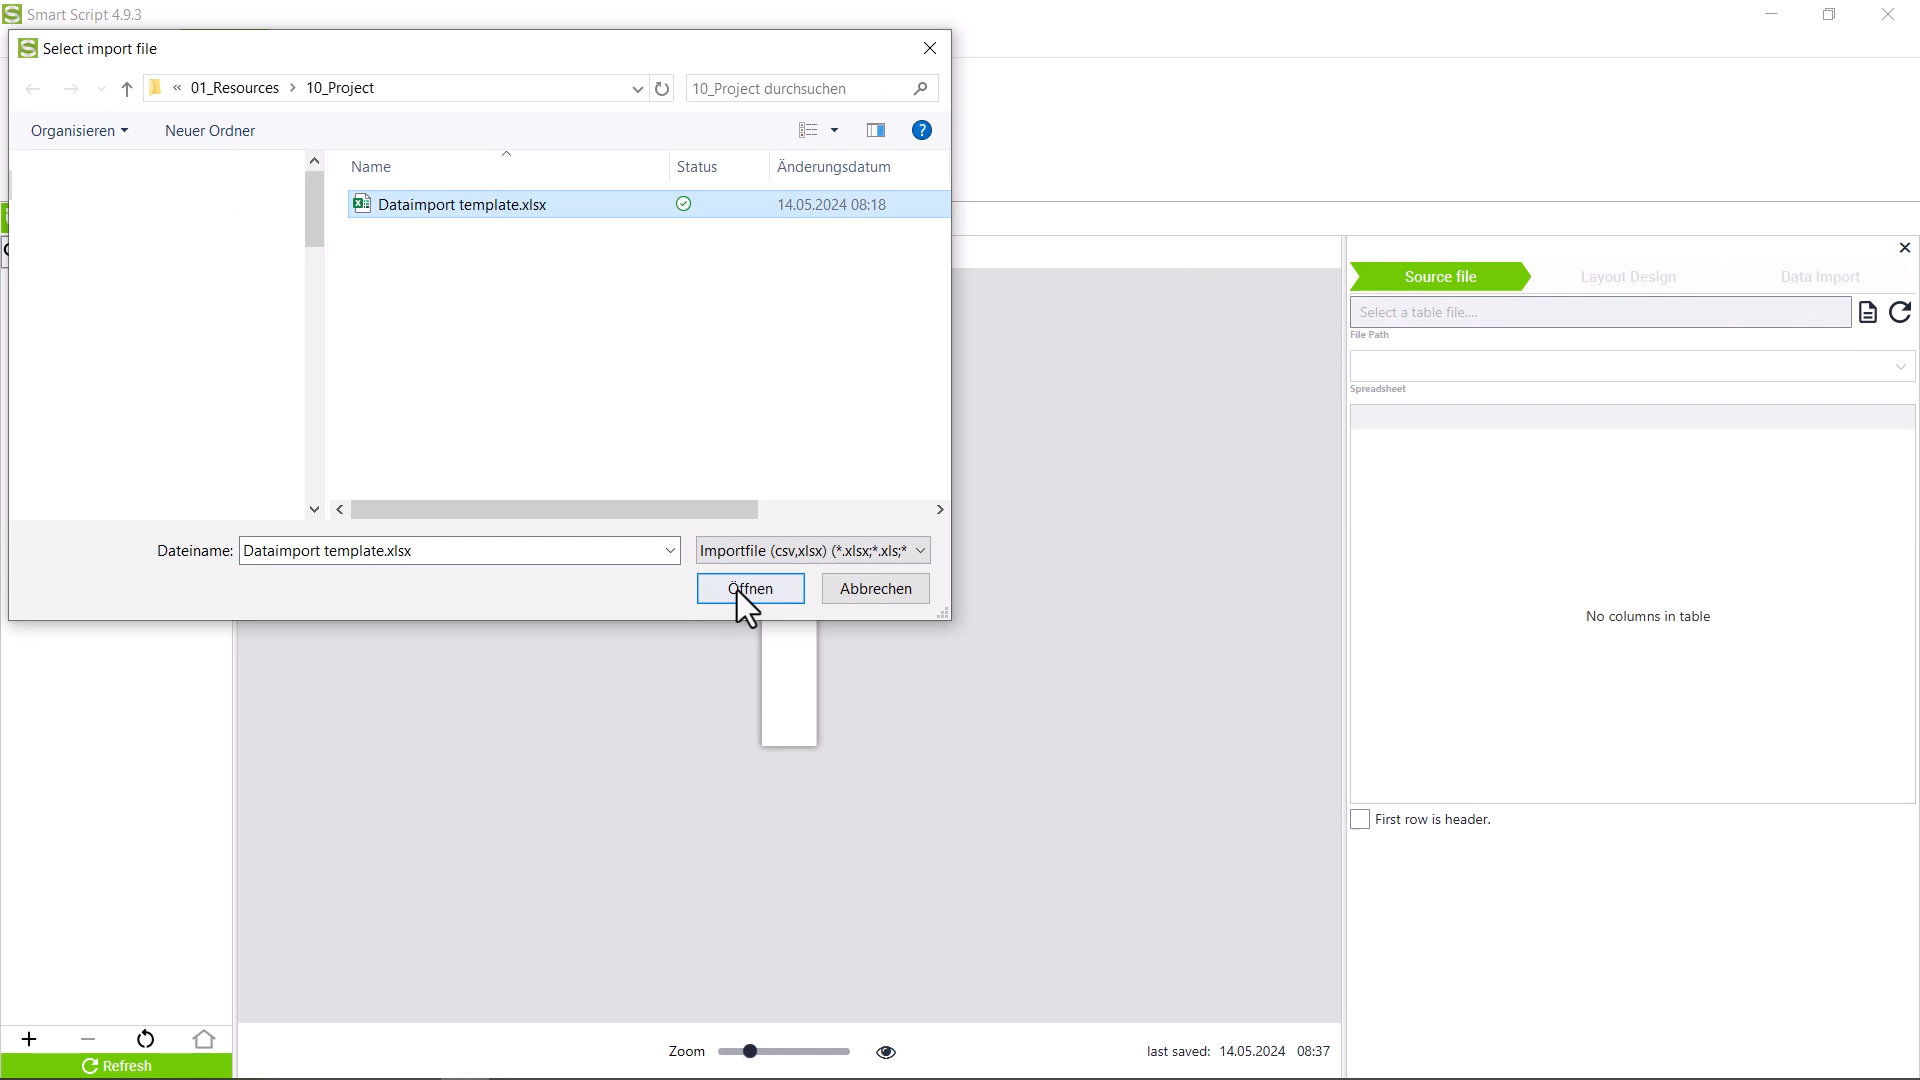 Smart Script 4.9.3
Select import file
« 01_Resources > 10_Project
10_Project durchsuchen
Organisieren
Neuer Ordner
?
Name
Status
Änderungsdatum
Dataimport template.xlsx
14.05.2024 08:18
Dateiname:
Dataimport template.xlsx
Importfile (csv,xlsx) (*.xlsx;*.xls;*
Öffnen
Abbrechen
Source file
Layout Design
Data Import
Select a table file....
File Path
Spreadsheet
No columns in table
First row is header.
Refresh
Zoom
last saved: 14.05.2024 08:37